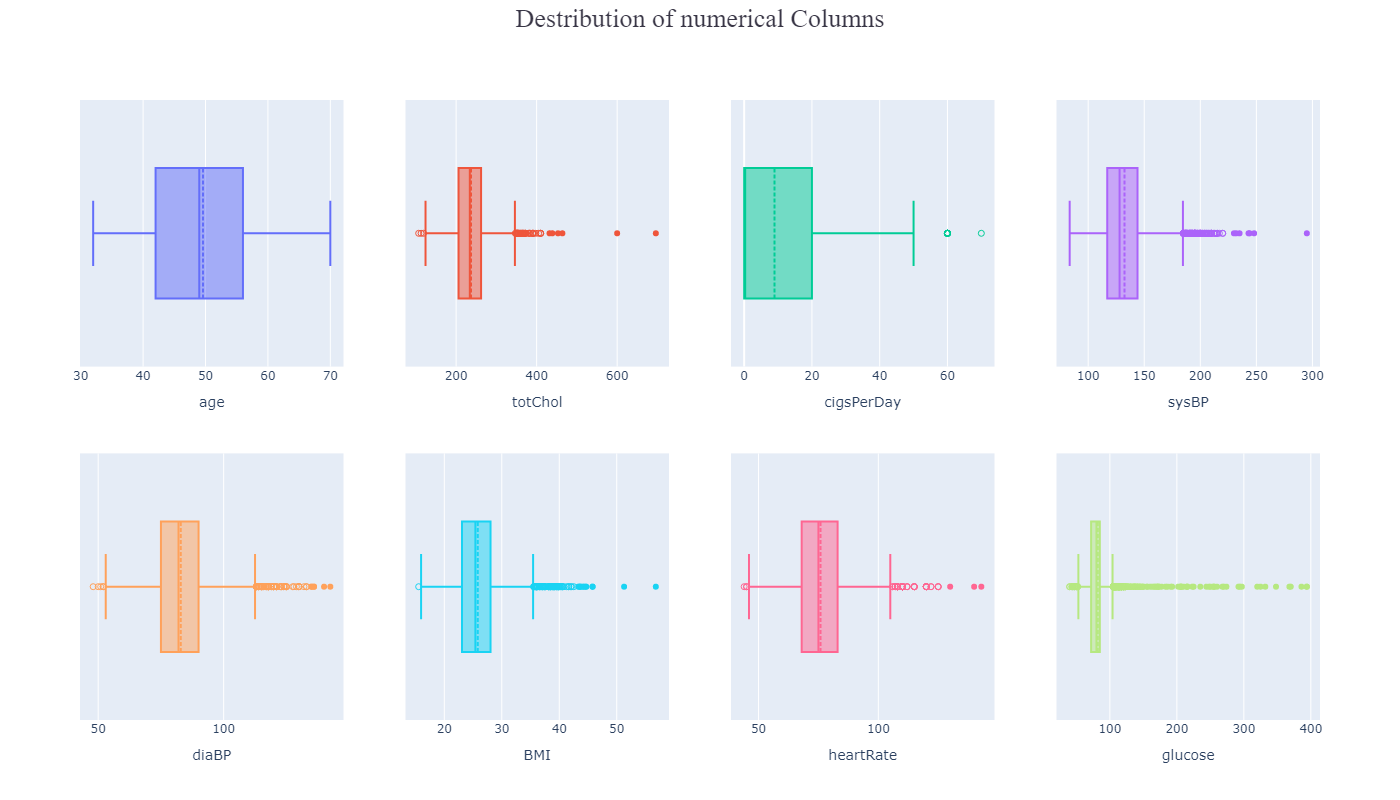 Destribution of numerical Columns
30 40 50 60 70
200 400 600
0 20 40 60
100 150 200 250 300
age
totChol
cigsPerDay
sysBP
50 100
20 30 40 50
50 100
100 200 300 400
diaBP
BMI
heartRate
glucose